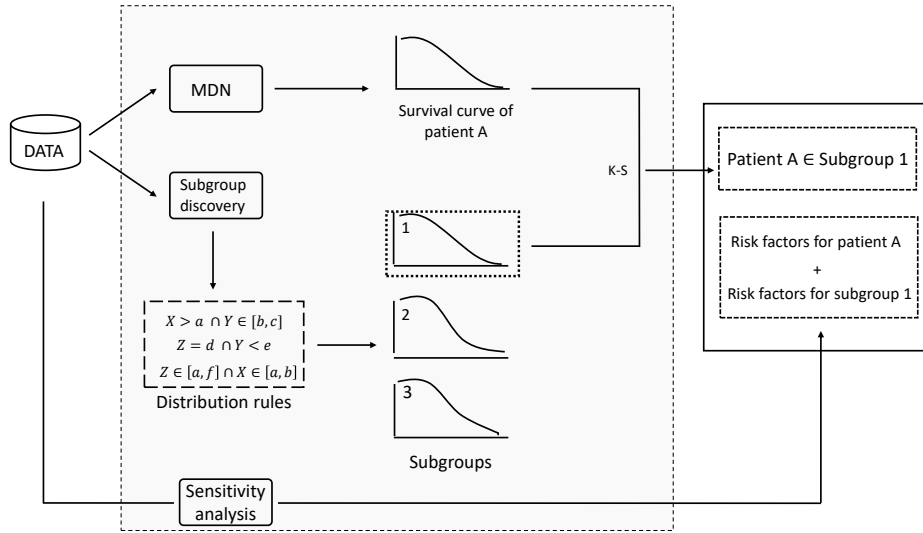 DATA
MDN
Survival curve of
patient A
Subgroup
discovery
1
X > a ∩ Y ∈ [b, c]
Z = d ∩ Y < e
Z ∈ [a, f] ∩ X ∈ [a, b]
Distribution rules
2
3
Subgroups
Sensitivity
analysis
K-S
Patient A ∈ Subgroup 1
Risk factors for patient A
+
Risk factors for subgroup 1